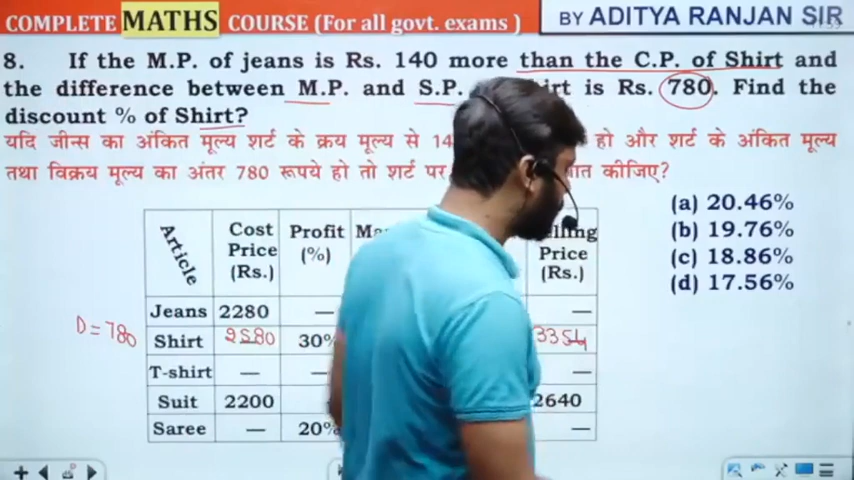 COMPLETE MATHS COURSE (For all govt. exams)
BY ADITYA RANJAN SIR
8. If the M.P. of jeans is Rs. 140 more than the C.P. of Shirt and
the difference between M.P. and S.P. is Rs. 780. Find the
discount % of Shirt?
यदि जीन्स का अंकित मूल्य शर्ट के क्रय मूल्य से हो और शर्ट के अंकित मूल्य
तथा विक्रय मूल्य का अंतर 780 रूपये हो तो शर्ट पर कीजिए?
(a) 20.46%
(b) 19.76%
(c) 18.86%
(d) 17.56%
Article Cost Price (Rs.) Profit (%) Selling Price (Rs.)
Jeans 2280 — —
D = 780 Shirt 2580 30% 3354
T-shirt — — —
Suit 2200 2640
Saree — 20% —